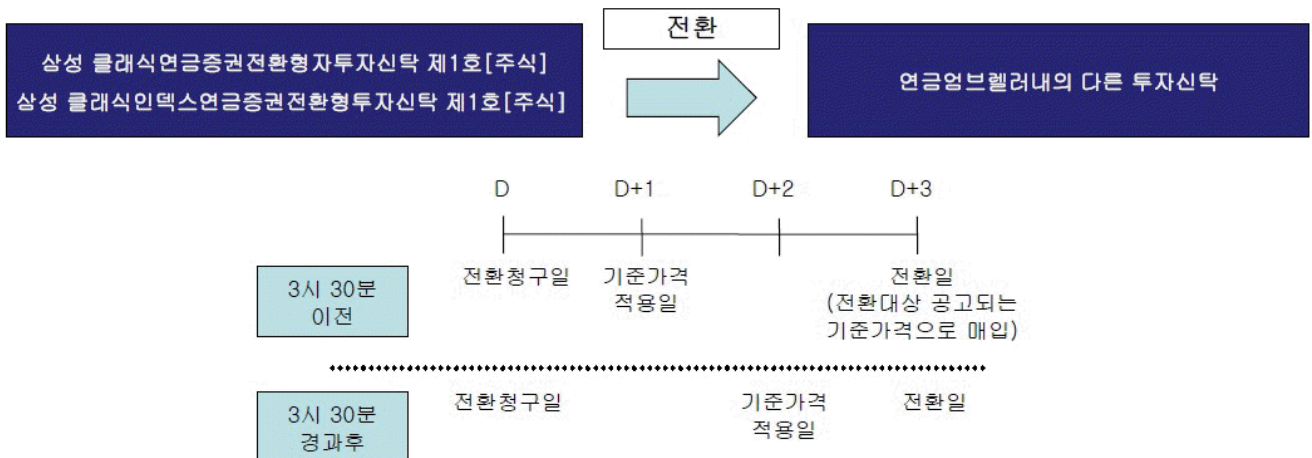 전환
삼성 클래식연금증권전환형자투자신탁 제1호[주식]
삼성 클래식인덱스연금증권전환형투자신탁 제1호[주식]
연금엄브렐러내의 다른 투자신탁
D D+1 D+2 D+3
3시 30분
이전
전환청구일
기준가격
적용일
전환일
(전환대상 공고되는
기준가격으로 매입)
3시 30분
경과후
전환청구일
기준가격
적용일
전환일